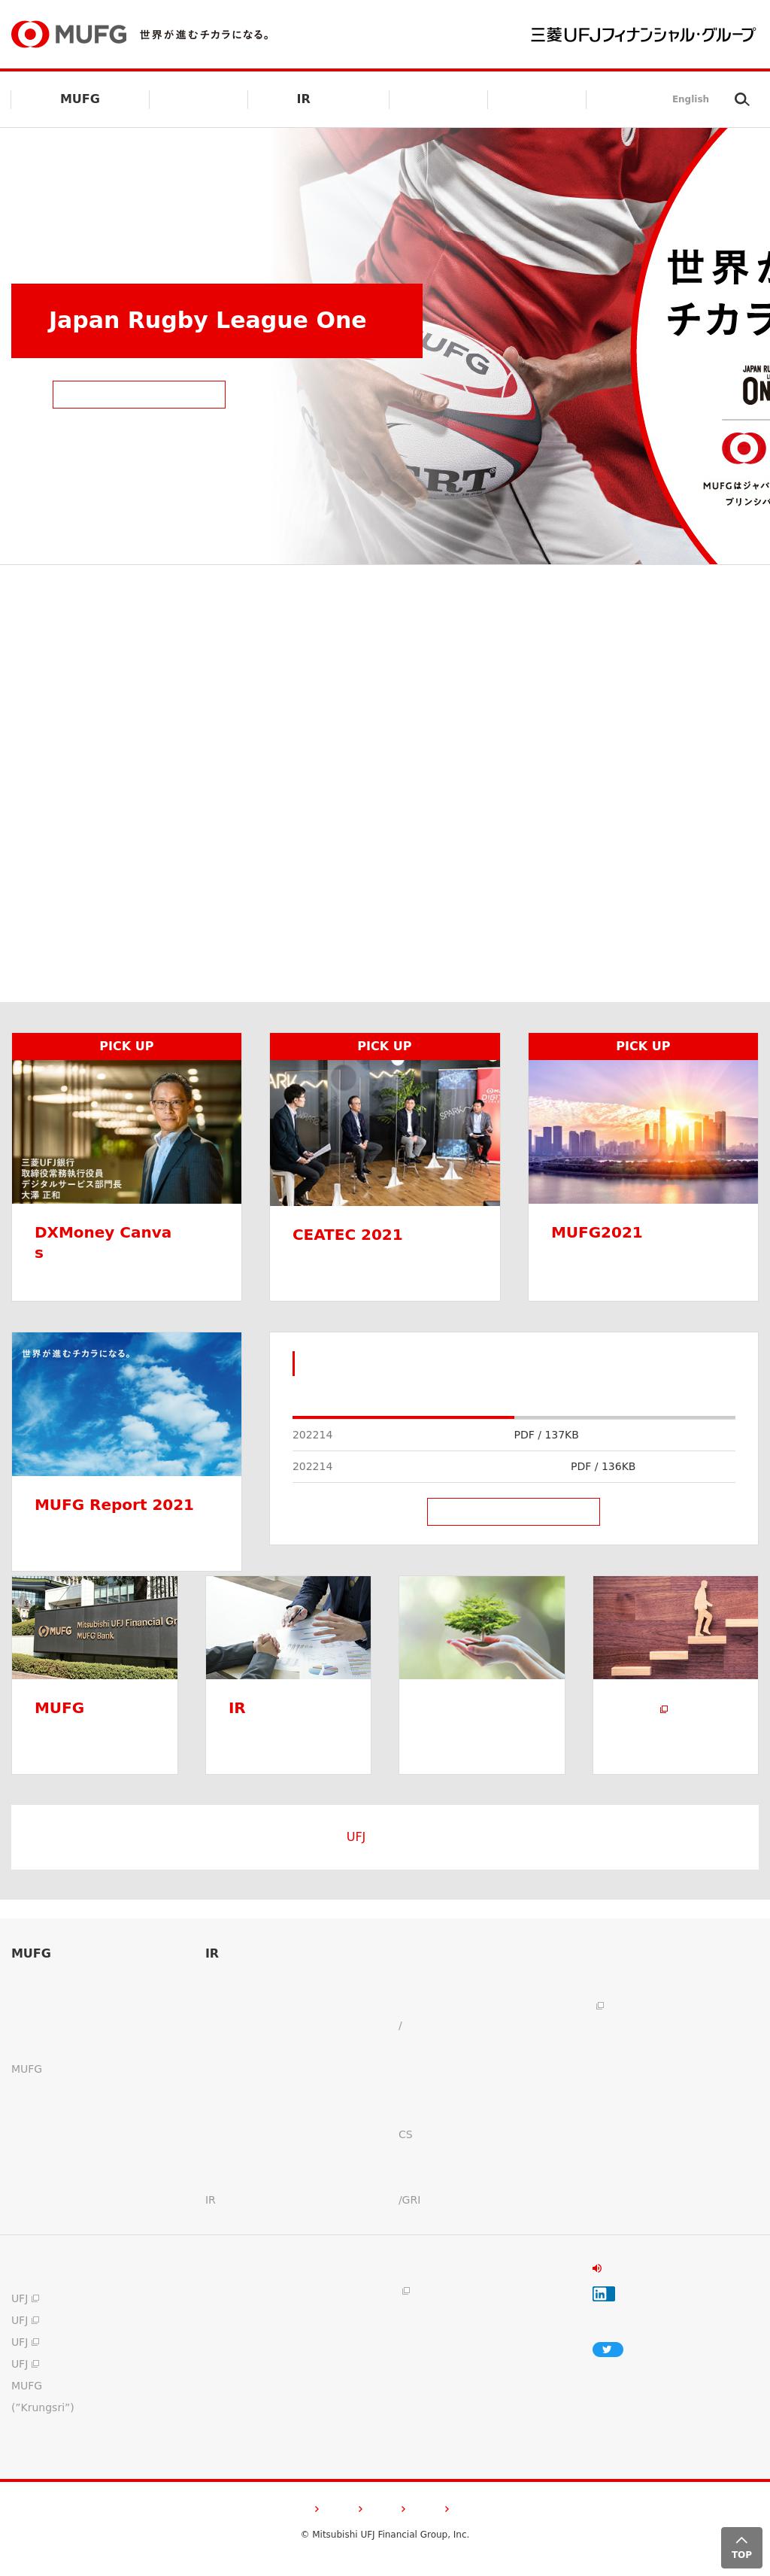 MUFG 世界が進むチカラになる。
三菱UFJフィナンシャル・グループ
MUFG
IR
English
Japan Rugby League One
MUFG
世界が
チカラ
JAPAN RU
ON
MUFGはジャパ
プリンシパ
PICK UP
三菱UFJ銀行
取締役常務執行役員
デジタルサービス部門長
大澤 正和
DXMoney Canva
s
PICK UP
CEATEC 2021
PICK UP
MUFG2021
世界が進むチカラになる。
MUFG Report 2021
202214 PDF / 137KB
202214 PDF / 136KB
MUFG Mitsubishi UFJ Financial Gr
MUFG Bank
MUFG
IR
UFJ
MUFG
IR
/
MUFG
CS
IR
/GRI
UFJ
UFJ
UFJ
UFJ
MUFG
("Krungsri")
in
© Mitsubishi UFJ Financial Group, Inc.
TOP